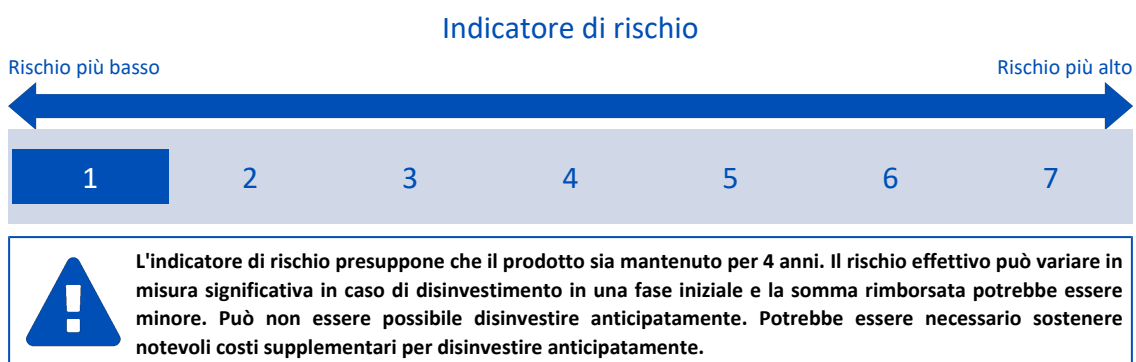 Indicatore di rischio
Rischio più basso
Rischio più alto
1 2 3 4 5 6 7
L'indicatore di rischio presuppone che il prodotto sia mantenuto per 4 anni. Il rischio effettivo può variare in
misura significativa in caso di disinvestimento in una fase iniziale e la somma rimborsata potrebbe essere
minore. Può non essere possibile disinvestire anticipatamente. Potrebbe essere necessario sostenere
notevoli costi supplementari per disinvestire anticipatamente.